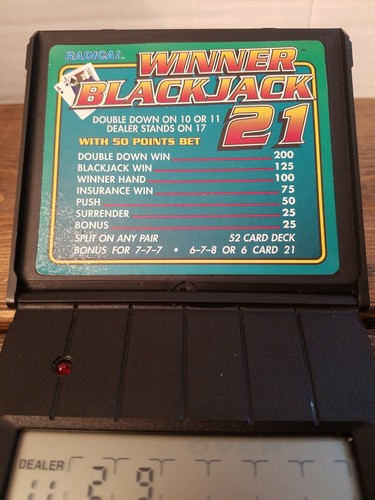 RADICA!
WINNER
BLACKJACK
21
DOUBLE DOWN ON 10 OR 11
DEALER STANDS ON 17
WITH 50 POINTS BET
DOUBLE DOWN WIN 200
BLACKJACK WIN 125
WINNER HAND 100
INSURANCE WIN 75
PUSH 50
SURRENDER 25
BONUS 25
SPLIT ON ANY PAIR 52 CARD DECK
BONUS FOR 7-7-7 • 6-7-8 OR 6 CARD 21
DEALER
11 2 9